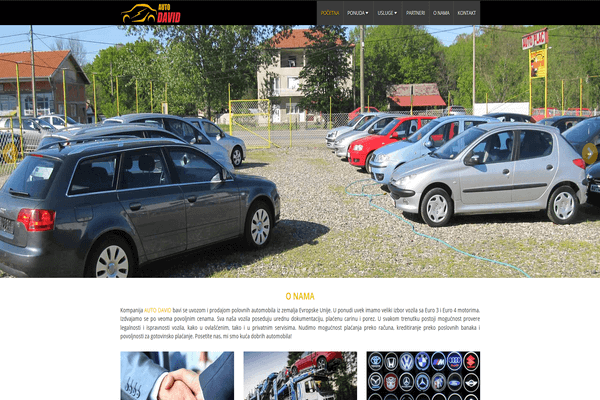 AUTO
DAVID
POČETNA PONUDA USLUGE PARTNERI O NAMA KONTAKT
AUTO PLAC
O NAMA
Kompanija AUTO DAVID bavi se uvozom i prodajom polovnih automobila iz zemalja Evropske Unije. U ponudi uvek imamo veliki izbor vozila sa Euro 3 i Euro 4 motorima.
Izdvajamo se po veoma povoljnim cenama. Sva naša vozila poseduju urednu dokumentaciju, plaćenu carinu i porez. U svakom trenutku postoji mogućnost provere
legalnosti i ispravnosti vozila, kako u ovlašćenim, tako i u privatnim servisima. Nudimo mogućnost plaćanja preko računa, kreditiranje preko poslovnih banaka i
povoljnosti za gotovinsko plaćanje. Posetite nas, mi smo kuća dobrih automobila!